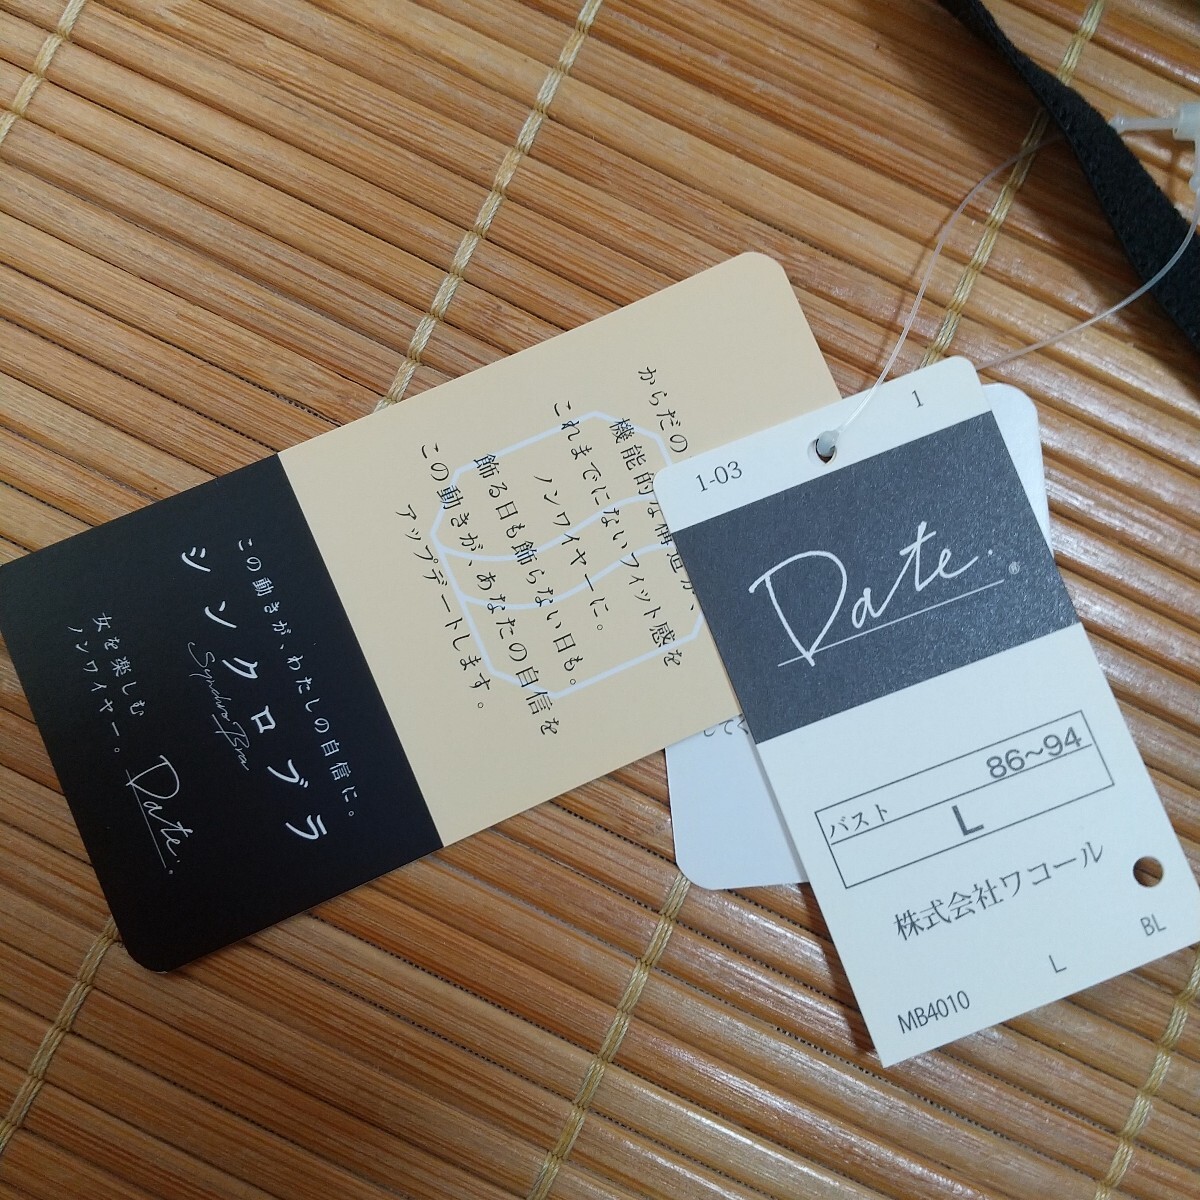 この動きが、わたしの自信に。
シンクロブラ
Synchro Bra
女を楽しむ
ノンワイヤー。
Date.
からだの
機能的な構造が、
これまでにないフィット感を
ノンワイヤーに。
飾る日も飾らない日も。
この動きが、あなたの自信を
アップデートします。
1-03
1
Date.
®
バスト
86~94
L
株式会社ワコール
L
BL
MB4010